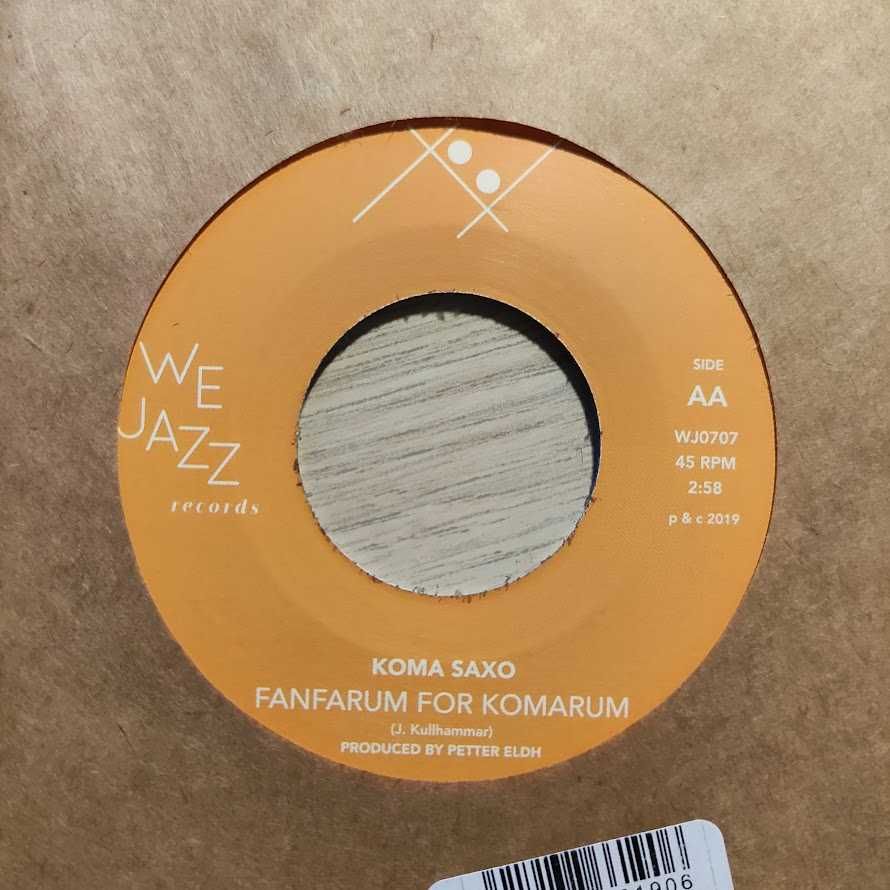 WE
JAZZ
records
SIDE
AA
WJ0707
45 RPM
2:58
p & c 2019
KOMA SAXO
FANFARUM FOR KOMARUM
(J. Kullhammar)
PRODUCED BY PETTER ELDH